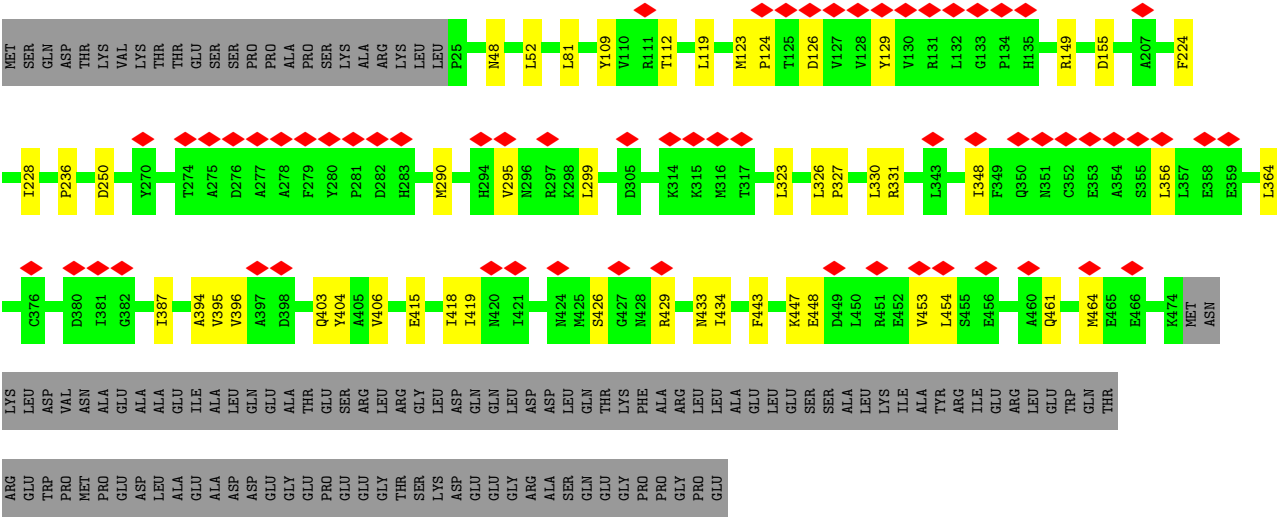 MET SER GLN ASP THR LYS VAL LYS THR THR GLU SER SER PRO PRO ALA PRO SER LYS ALA ARG LYS LEU LEU P25 N48 L52 L81 Y109 V110 R111 T112 L119 M123 P124 T125 D126 V127 V128 Y129 V130 R131 L132 G133 P134 H135 R149 D155 A207 F224
I228 P236 D250 Y270 T274 A275 D276 A277 A278 F279 Y280 P281 D282 H283 M290 H294 V295 N296 R297 K298 L299 D305 K314 K315 M316 T317 L323 L326 P327 L330 R331 L343 I348 F349 Q350 N351 C352 E353 A354 S355 L356 L357 E358 E359 L364
C376 D380 I381 G382 I387 A394 V395 V396 A397 D398 Q403 Y404 A405 V406 E415 I418 I419 N420 I421 N424 M425 S426 G427 N428 R429 N433 I434 F443 K447 E448 D449 L450 R451 E452 V453 L454 S455 E456 A460 Q461 M464 E465 E466 K474 MET ASN
LYS LEU ASP VAL ASN ALA GLU ALA ALA GLU ILE ALA LEU GLN GLU ALA THR GLU SER ARG LEU ARG GLY LEU ASP GLN GLN LEU ASP ASP LEU GLN THR LYS PHE ALA ARG LEU LEU ALA GLU LEU GLU SER SER ALA LEU LYS ILE ALA TYR ARG ILE GLU ARG LEU GLU TRP GLN THR
ARG GLU TRP PRO MET PRO GLU ASP LEU ALA GLU ALA ASP ASP GLU GLY GLU PRO GLU GLU GLY THR SER LYS ASP GLU GLU GLY ARG ALA SER GLN GLU GLY PRO PRO GLY PRO GLU